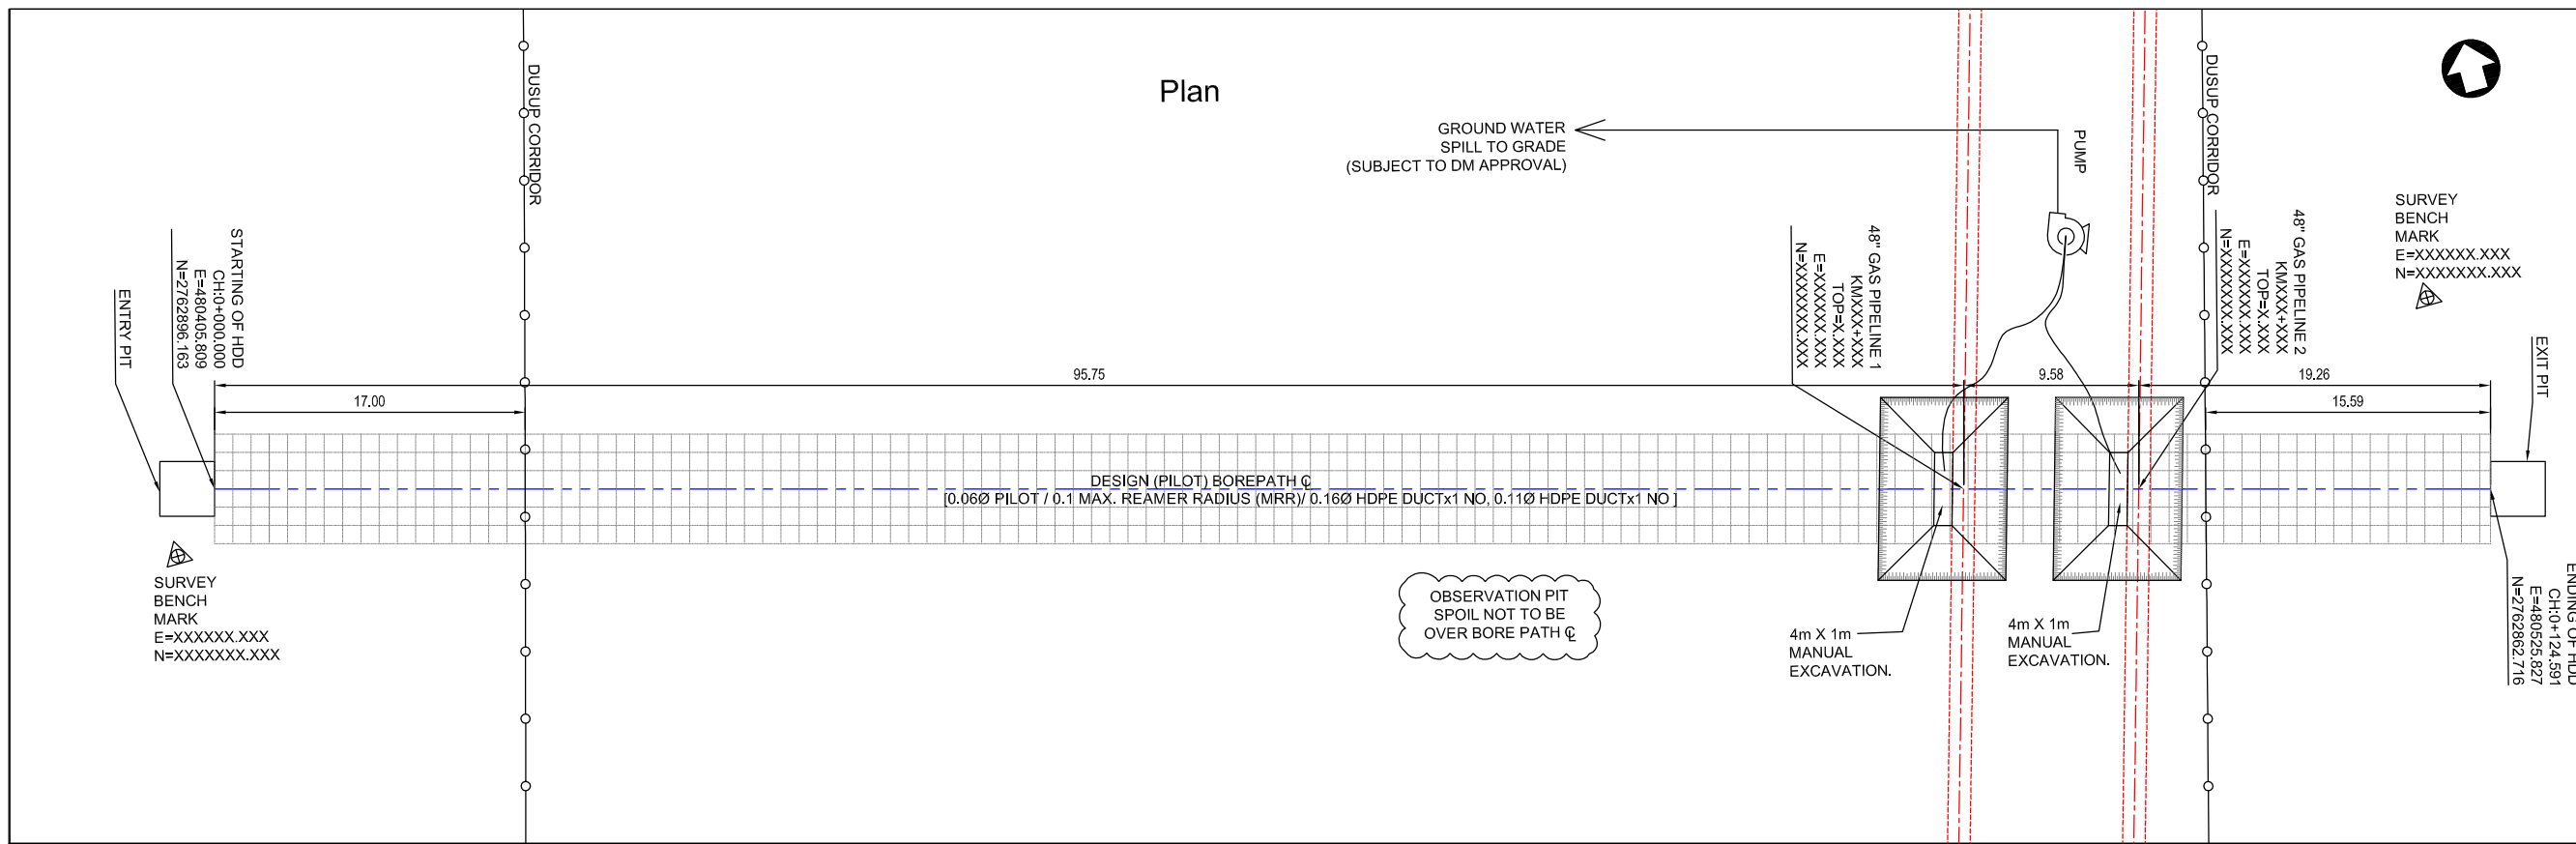 Plan
DUSUP CORRIDOR
GROUND WATER
SPILL TO GRADE
(SUBJECT TO DM APPROVAL)
PUMP
DUSUP CORRIDOR
SURVEY
BENCH
MARK
E=XXXXXX.XXX
N=XXXXXXX.XXX
ENTRY PIT
STARTING OF HDD
CH:0+000.000
E=480405.809
N=2762896.163
48" GAS PIPELINE 1
KMXXX+XXX
TOP=X.XXX
E=XXXXXX.XXX
N=XXXXXXX.XXX
48" GAS PIPELINE 2
KMXXX+XXX
TOP=X.XXX
E=XXXXXX.XXX
N=XXXXXXX.XXX
EXIT PIT
95.75
9.58
19.26
17.00
15.59
DESIGN (PILOT) BOREPATH ℄
[0.06Ø PILOT / 0.1 MAX. REAMER RADIUS (MRR)/ 0.16Ø HDPE DUCTx1 NO, 0.11Ø HDPE DUCTx1 NO ]
SURVEY
BENCH
MARK
E=XXXXXX.XXX
N=XXXXXXX.XXX
OBSERVATION PIT
SPOIL NOT TO BE
OVER BORE PATH ℄
4m X 1m
MANUAL
EXCAVATION.
4m X 1m
MANUAL
EXCAVATION.
ENDING OF HDD
CH:0+124.591
E=480525.827
N=2762862.716